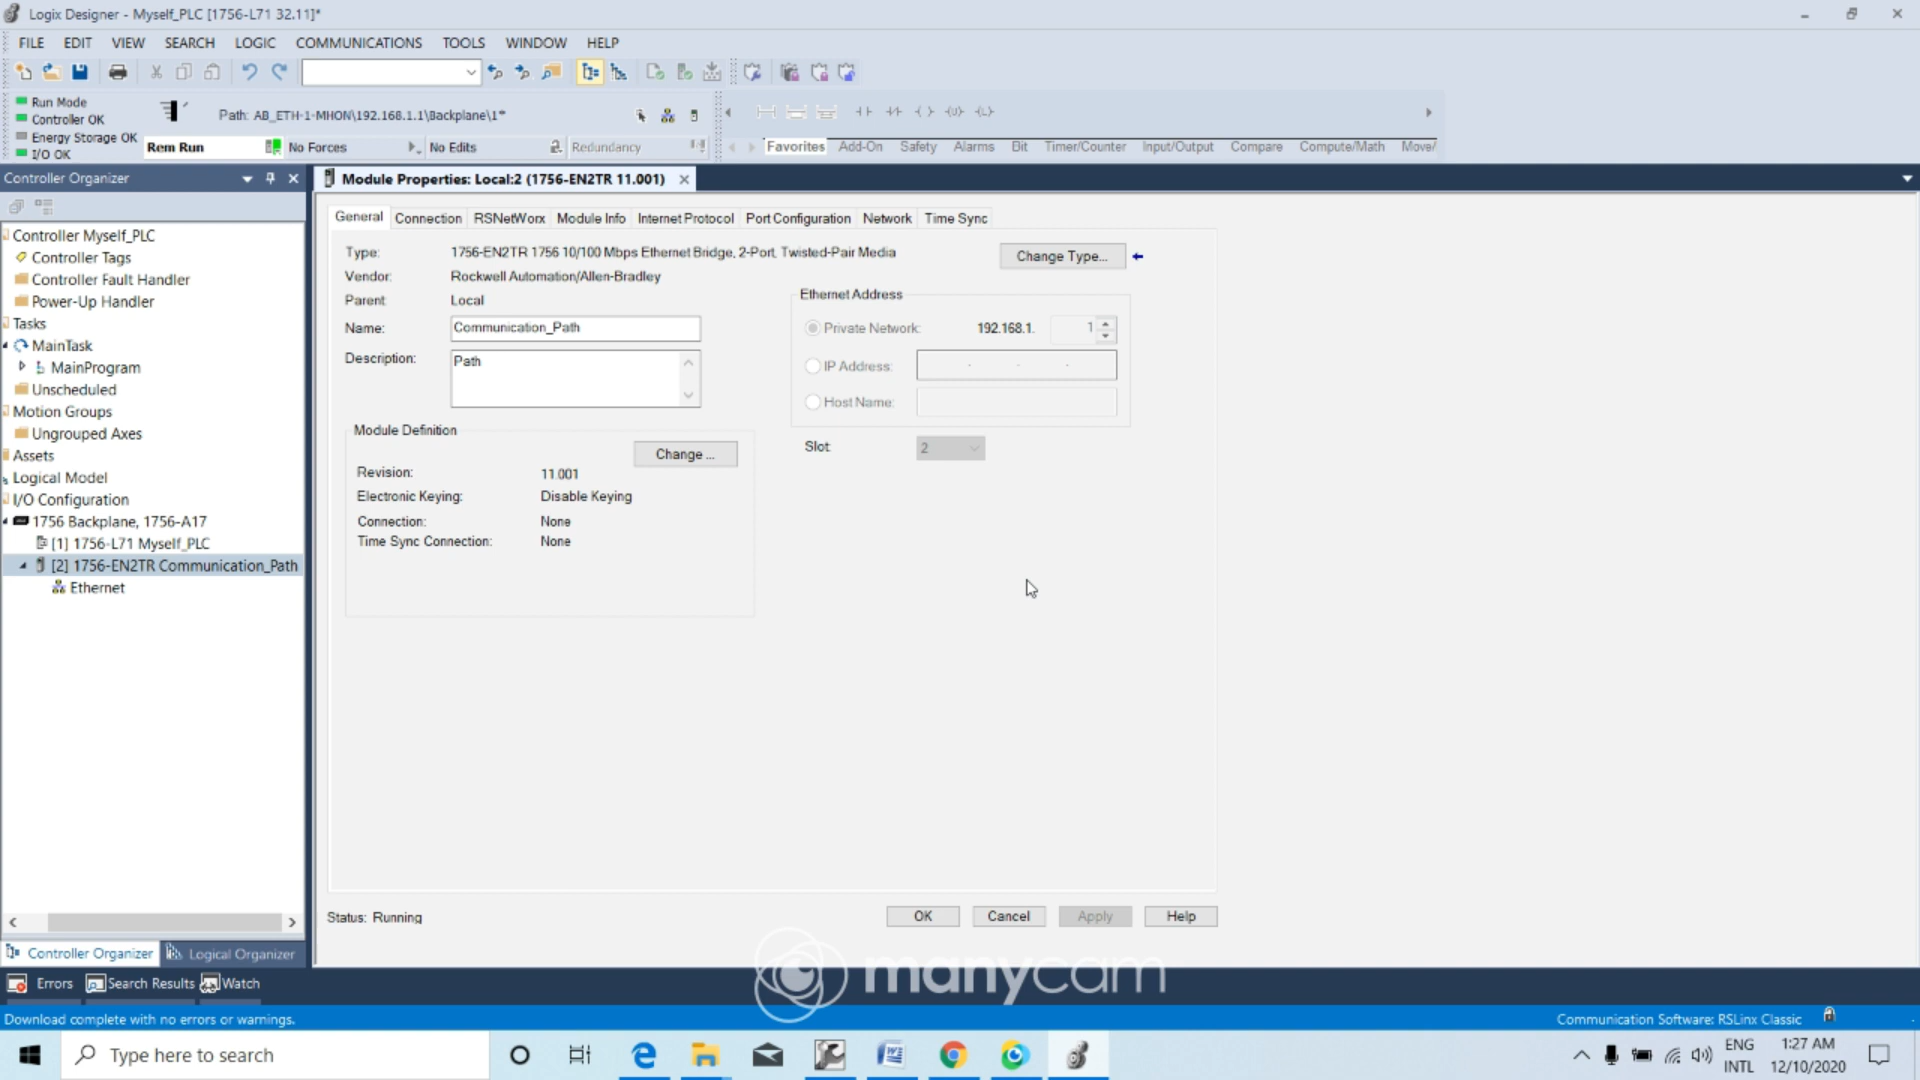 Logix Designer - Myself_PLC [1756-L71 32.11]*
FILE EDIT VIEW SEARCH LOGIC COMMUNICATIONS TOOLS WINDOW HELP
Run Mode
Controller OK
Energy Storage OK
I/O OK
Path: AB_ETH-1-MHON\192.168.1.1\Backplane\1*
Rem Run No Forces No Edits Redundancy
Favorites Add-On Safety Alarms Bit Timer/Counter Input/Output Compare Compute/Math Move/
Controller Organizer
Controller Myself_PLC
Controller Tags
Controller Fault Handler
Power-Up Handler
Tasks
MainTask
MainProgram
Unscheduled
Motion Groups
Ungrouped Axes
Assets
Logical Model
I/O Configuration
1756 Backplane, 1756-A17
[1] 1756-L71 Myself_PLC
[2] 1756-EN2TR Communication_Path
Ethernet
Controller Organizer Logical Organizer
Module Properties: Local:2 (1756-EN2TR 11.001)
General Connection RSNetWorx Module Info Internet Protocol Port Configuration Network Time Sync
Type: 1756-EN2TR 1756 10/100 Mbps Ethernet Bridge, 2-Port, Twisted-Pair Media
Change Type...
Vendor: Rockwell Automation/Allen-Bradley
Parent: Local
Name: Communication_Path
Description: Path
Ethernet Address
Private Network: 192.168.1. 1
IP Address: . . .
Host Name:
Slot: 2
Module Definition
Change ...
Revision: 11.001
Electronic Keying: Disable Keying
Connection: None
Time Sync Connection: None
Status: Running
OK Cancel Apply Help
manycam
Errors Search Results Watch
Download complete with no errors or warnings.
Communication Software: RSLinx Classic
Type here to search
ENG
INTL
1:27 AM
12/10/2020